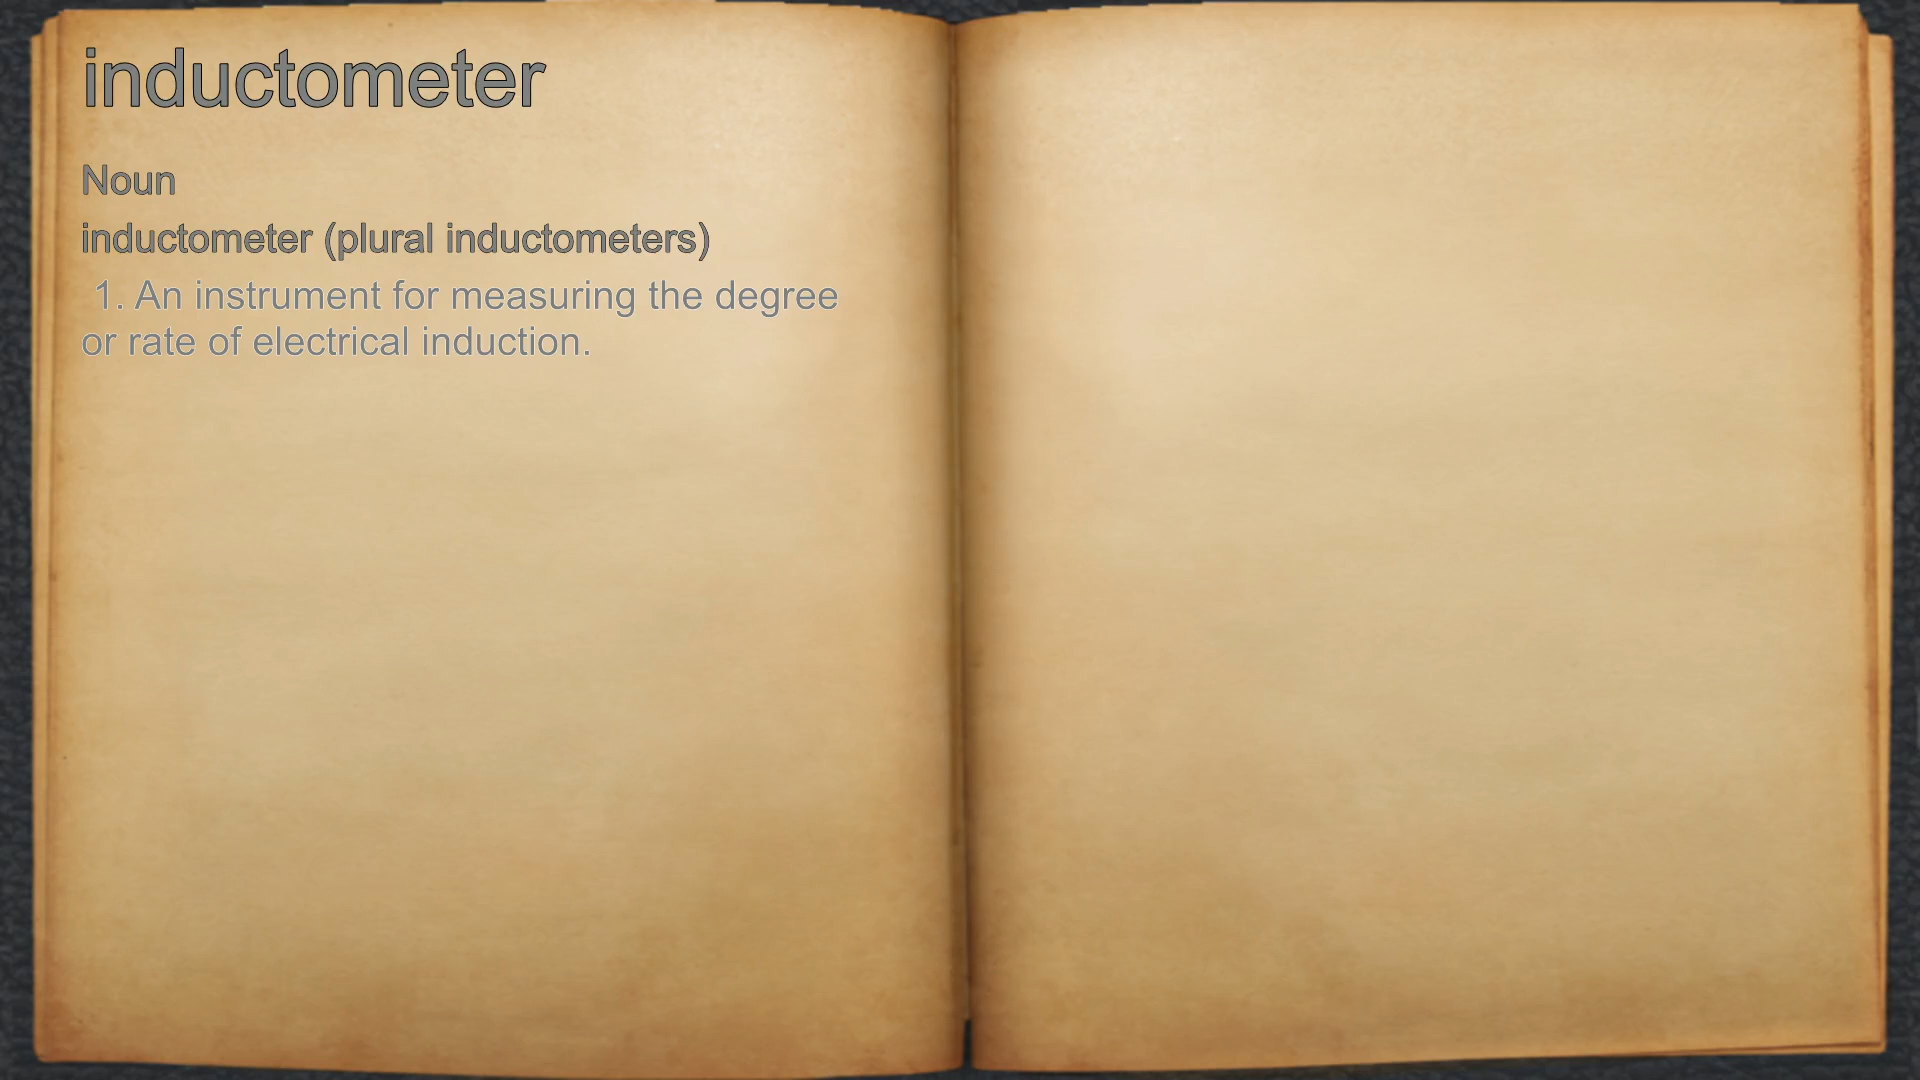 inductometer
Noun
inductometer (plural inductometers)
1. An instrument for measuring the degree
or rate of electrical induction.